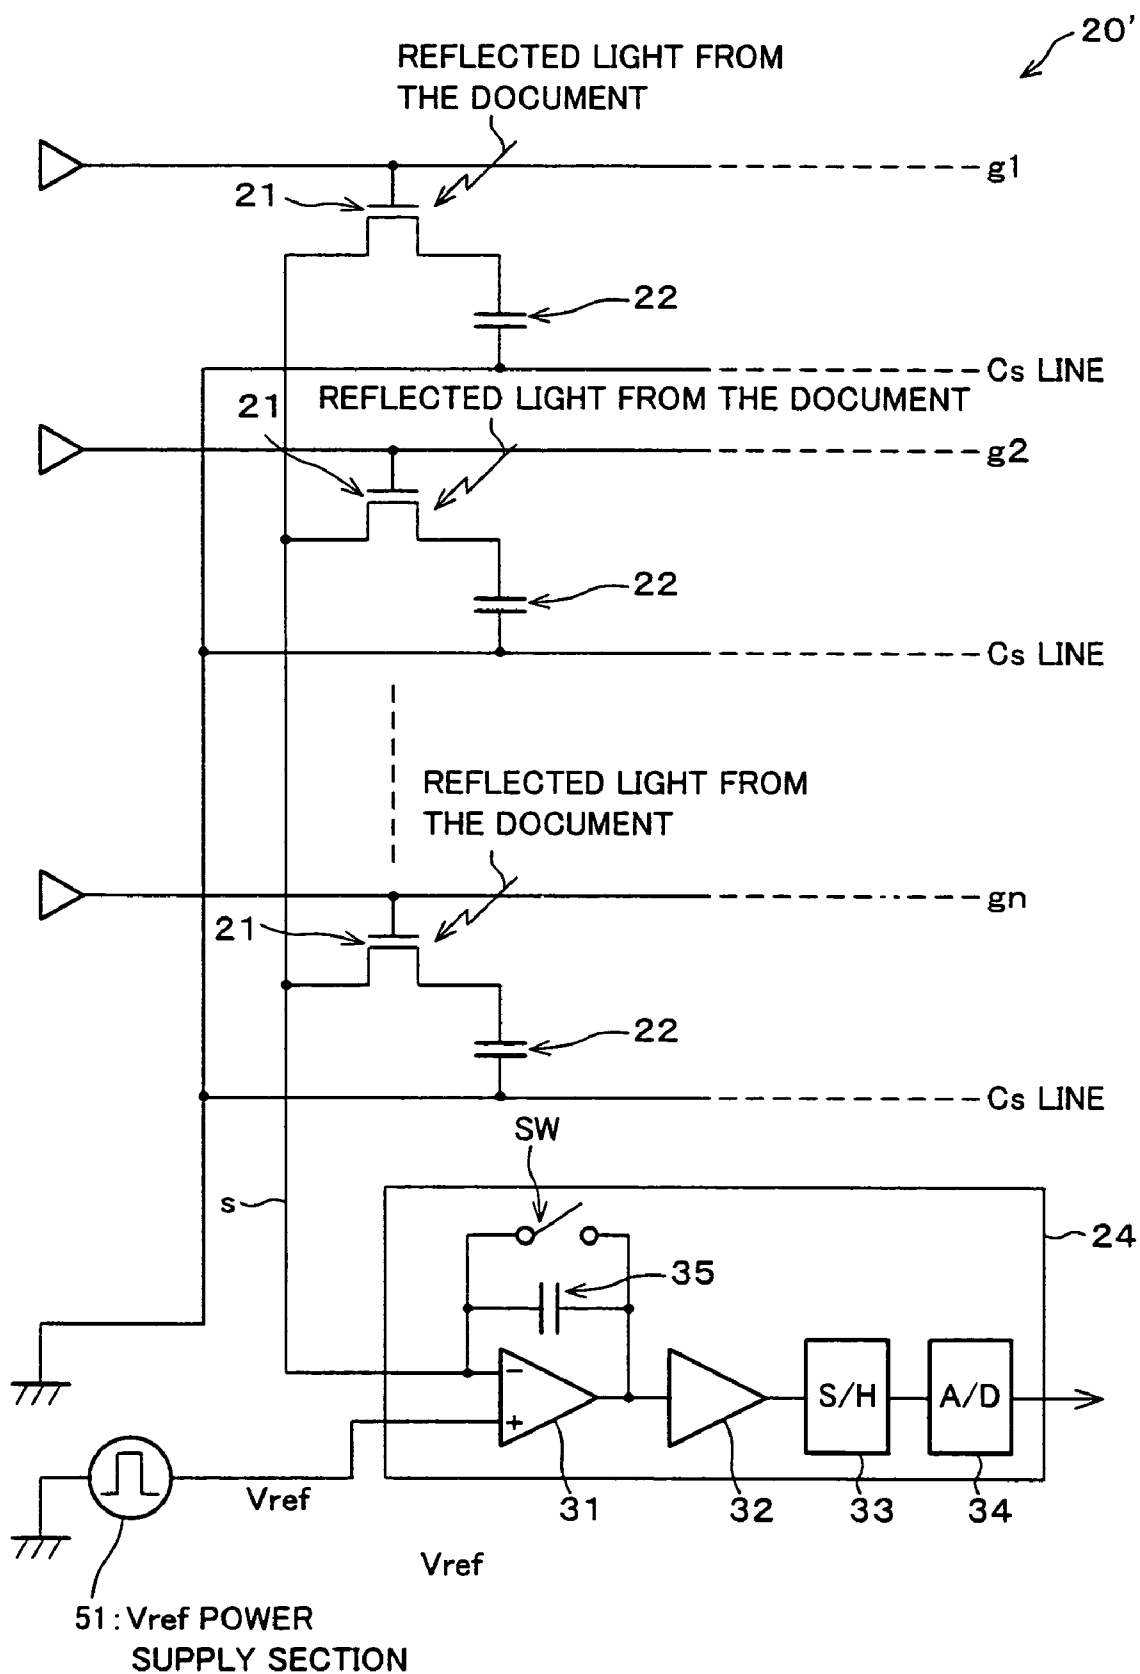 20'
REFLECTED LIGHT FROM
THE DOCUMENT
g1
21
22
Cs LINE
21
REFLECTED LIGHT FROM THE DOCUMENT
g2
22
Cs LINE
REFLECTED LIGHT FROM
THE DOCUMENT
gn
21
22
Cs LINE
SW
s
24
35
−
+
S/H
A/D
31
32
33
34
Vref
Vref
51:Vref POWER
SUPPLY SECTION